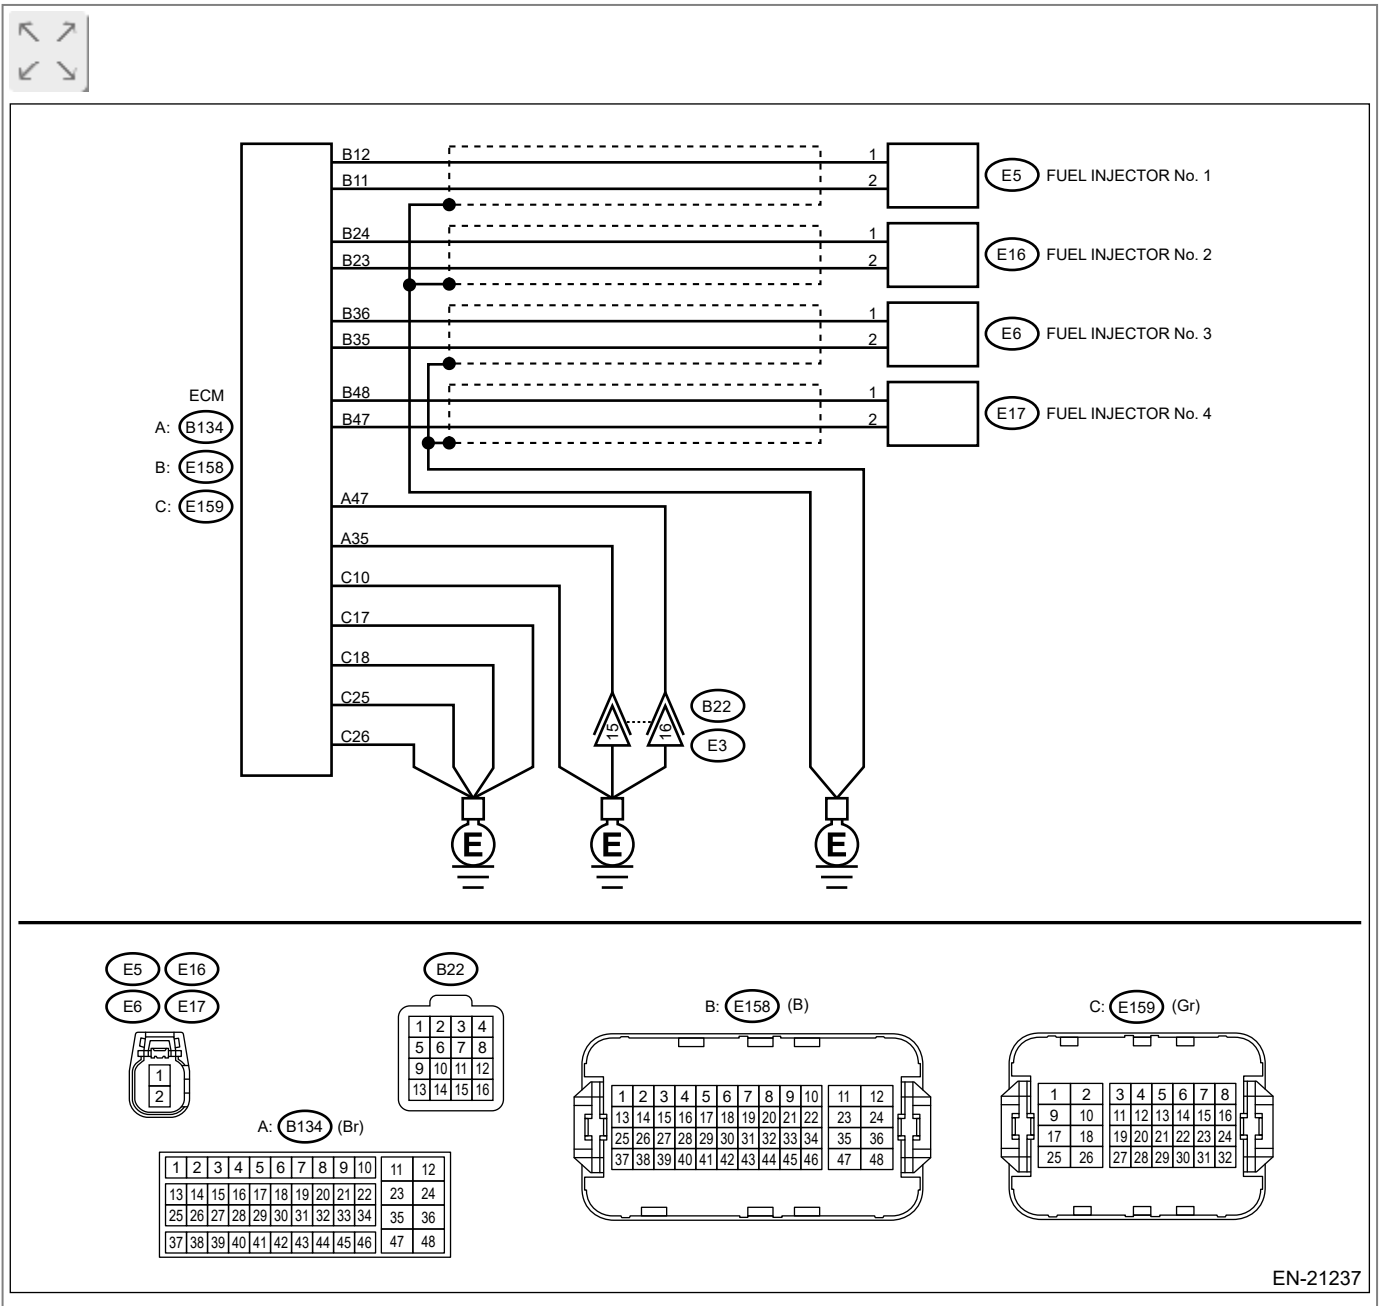 B12 1
B11 2
E5 FUEL INJECTOR No. 1
B24 1
B23 2
E16 FUEL INJECTOR No. 2
B36 1
B35 2
E6 FUEL INJECTOR No. 3
B48 1
B47 2
E17 FUEL INJECTOR No. 4
ECM
A: B134
B: E158
C: E159
A47
A35
C10
C17
C18
C25
C26
15 16
B22
E3
E E E
E5 E16
E6 E17
1
2
B22
1 2 3 4
5 6 7 8
9 10 11 12
13 14 15 16
A: B134 (Br)
1 2 3 4 5 6 7 8 9 10 11 12
13 14 15 16 17 18 19 20 21 22 23 24
25 26 27 28 29 30 31 32 33 34 35 36
37 38 39 40 41 42 43 44 45 46 47 48
B: E158 (B)
1 2 3 4 5 6 7 8 9 10 11 12
13 14 15 16 17 18 19 20 21 22 23 24
25 26 27 28 29 30 31 32 33 34 35 36
37 38 39 40 41 42 43 44 45 46 47 48
C: E159 (Gr)
1 2 3 4 5 6 7 8
9 10 11 12 13 14 15 16
17 18 19 20 21 22 23 24
25 26 27 28 29 30 31 32
EN-21237